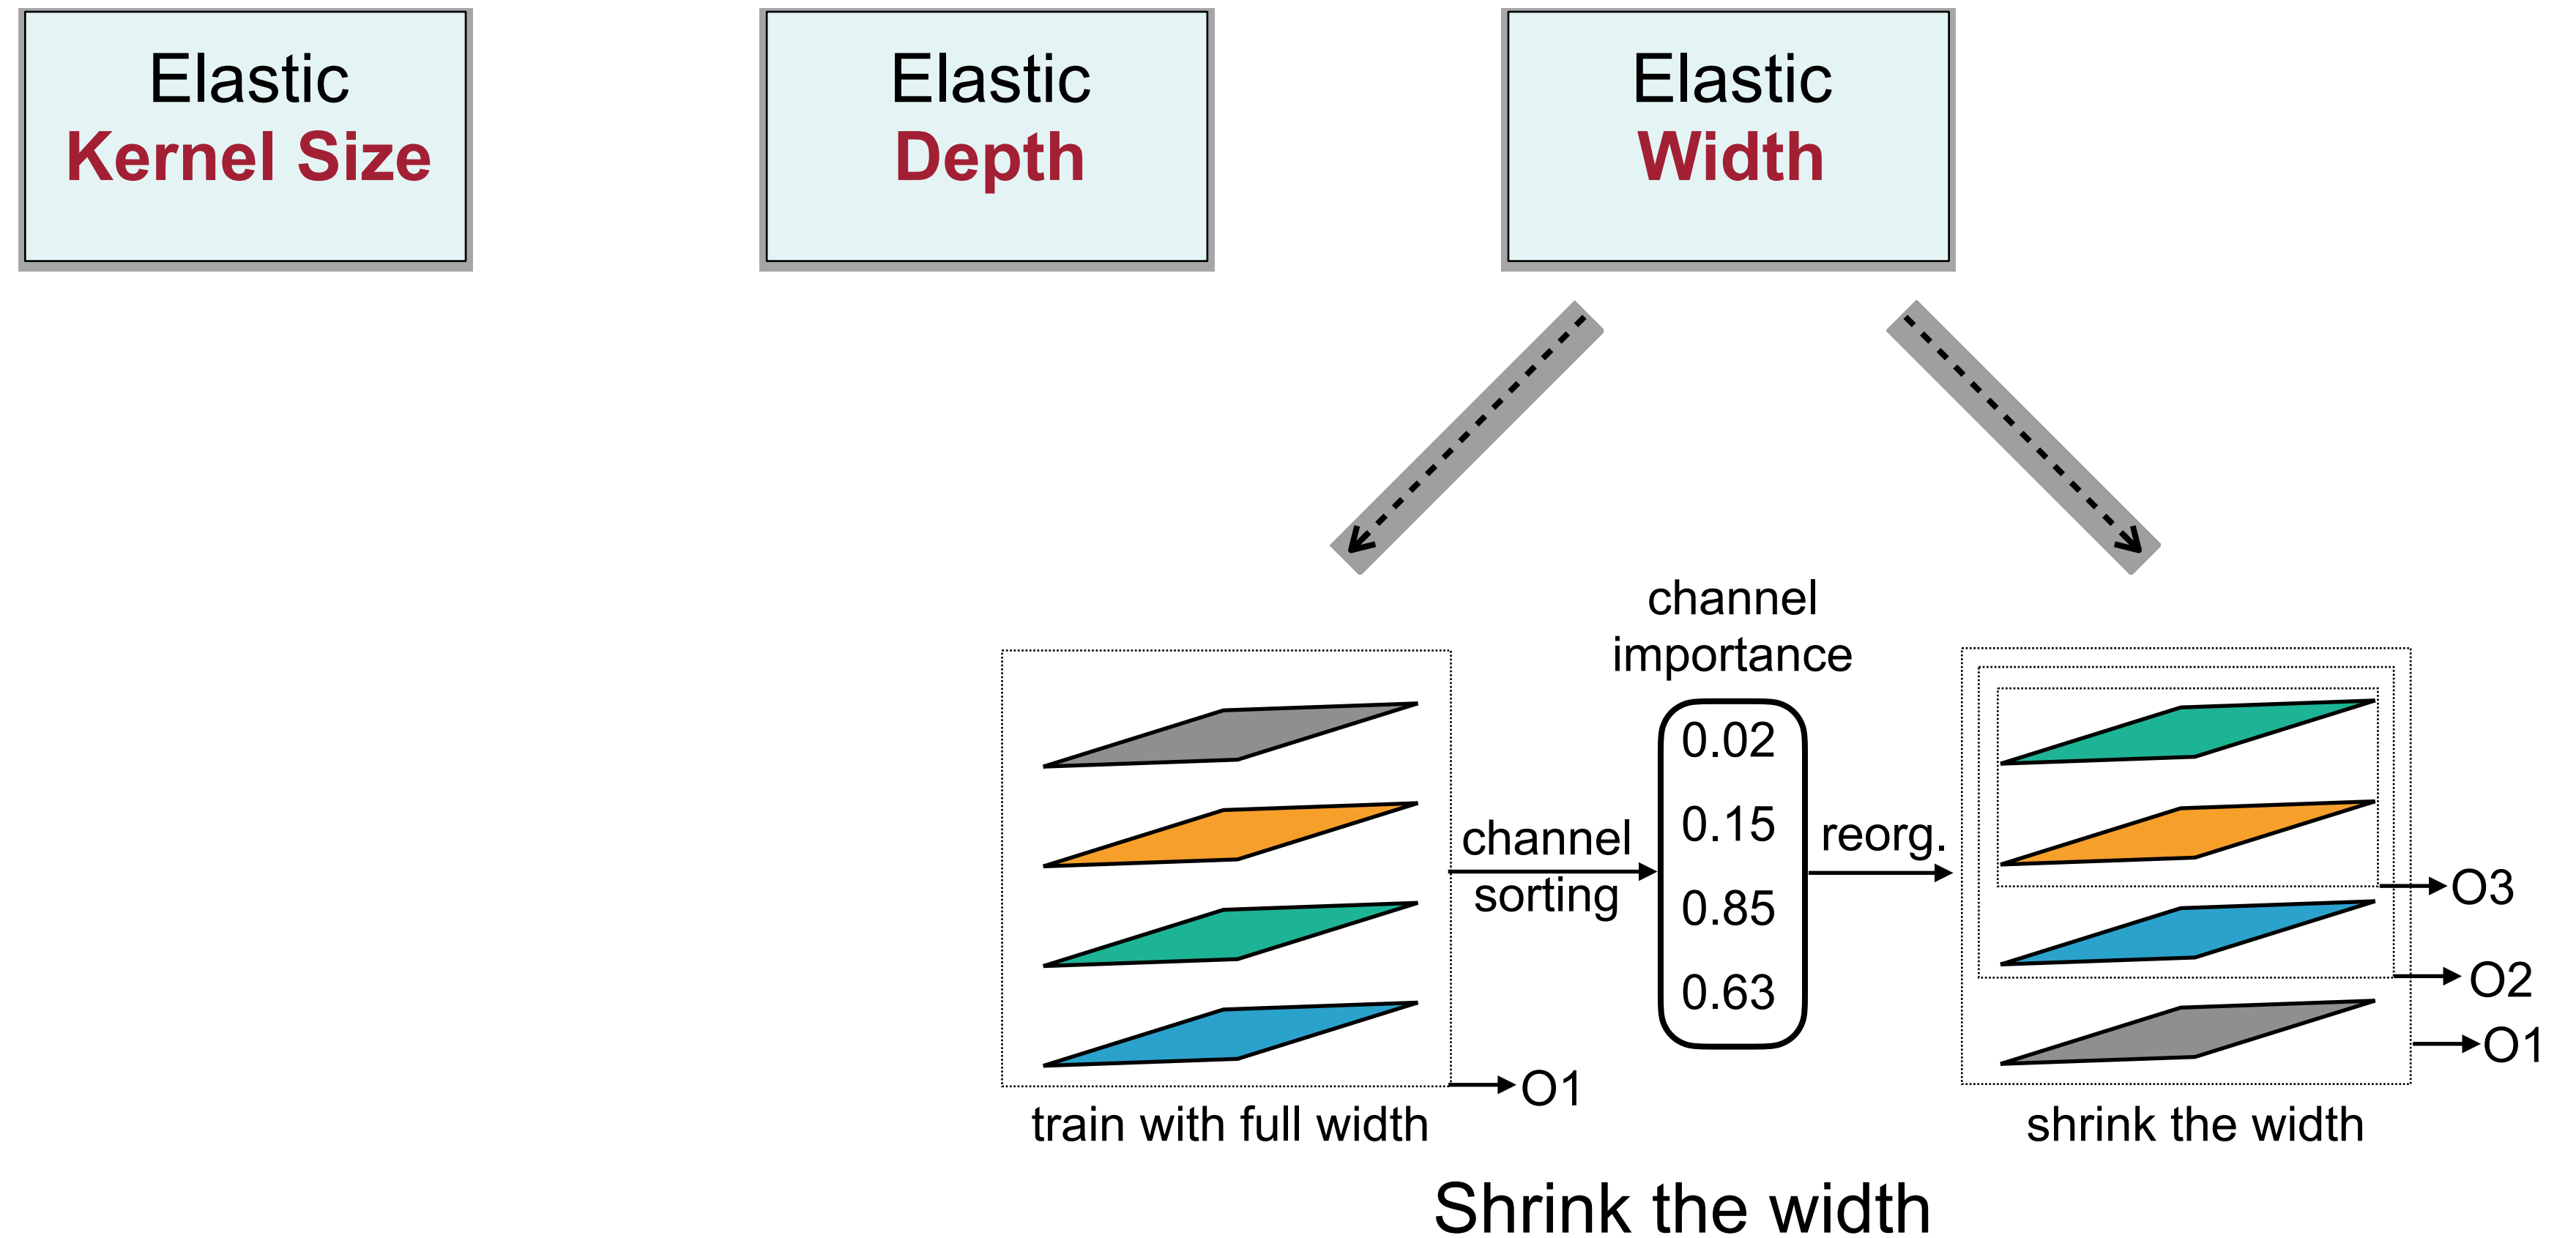 Elastic
Kernel Size
Elastic
Depth
Elastic
Width
channel
importance
channel
sorting
0.02
0.15
0.85
0.63
reorg.
O3
O2
O1
O1
train with full width
shrink the width
Shrink the width